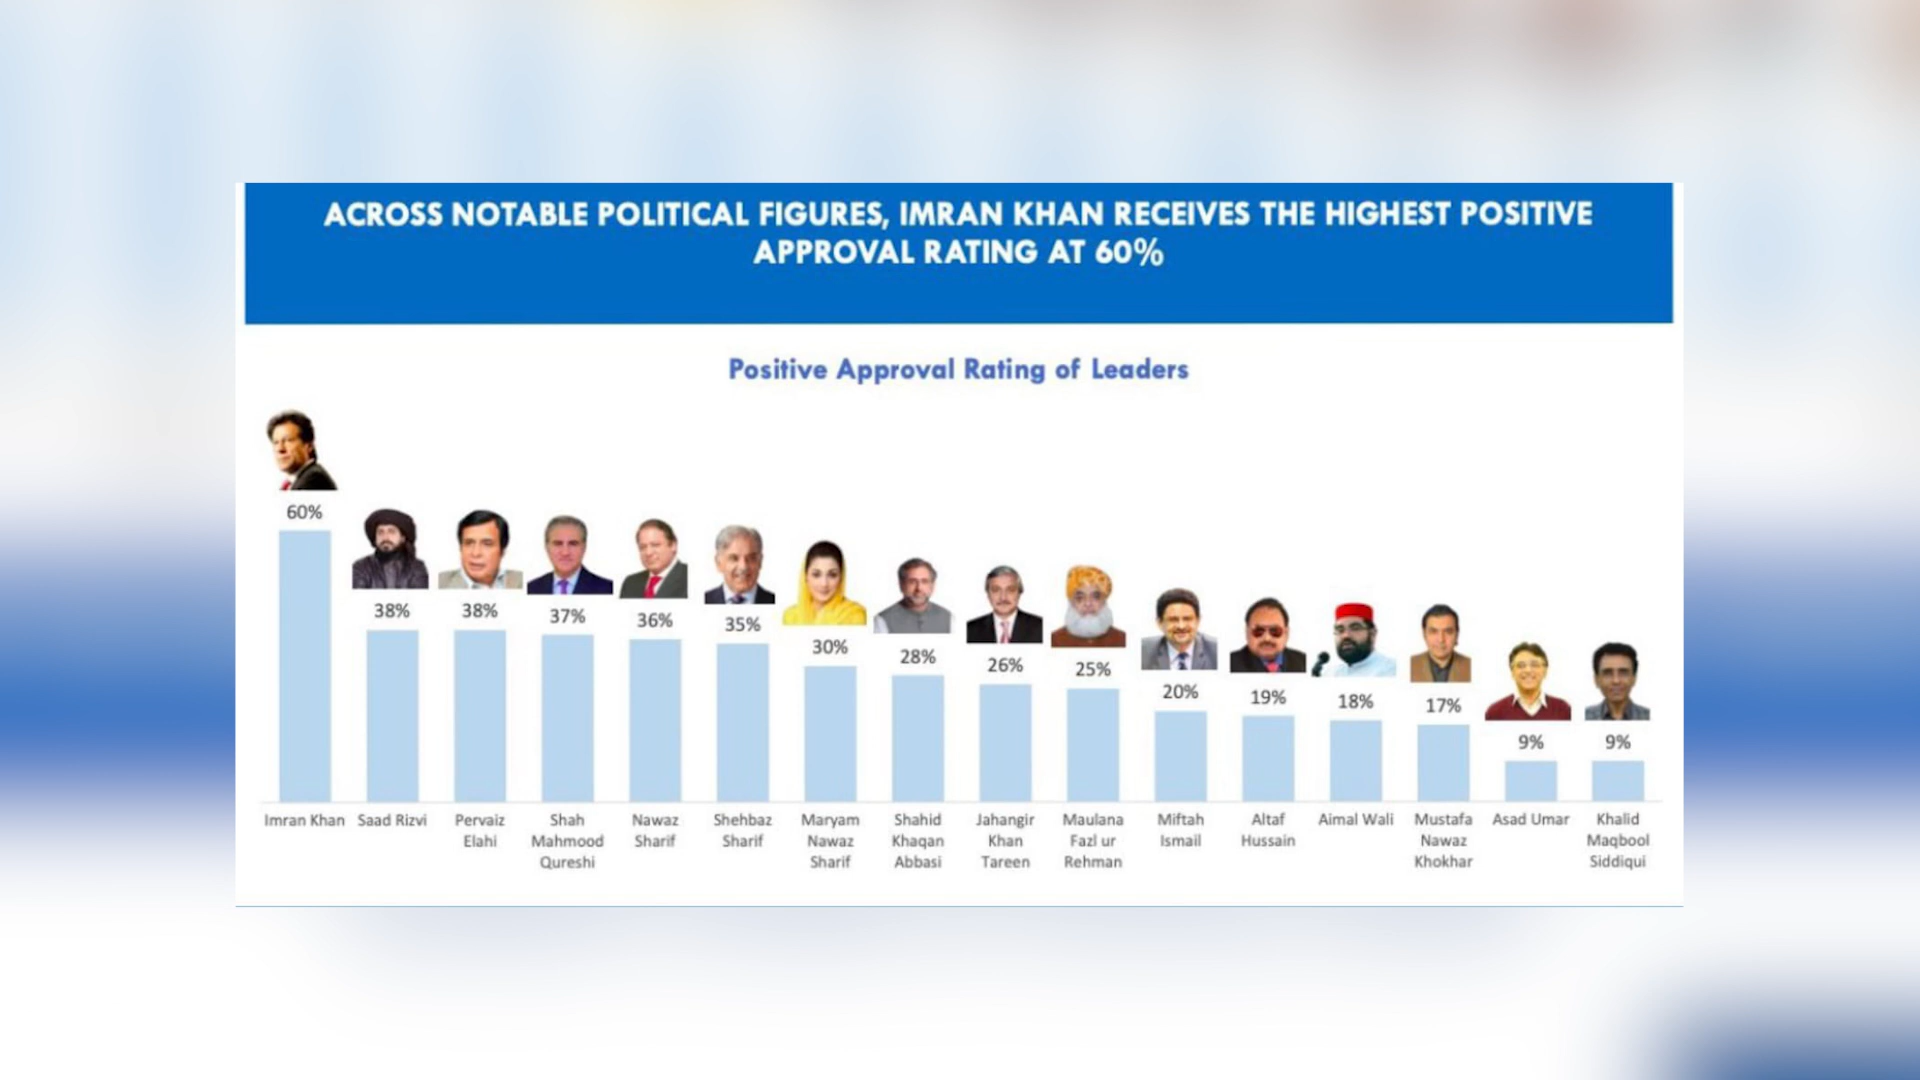 ACROSS NOTABLE POLITICAL FIGURES, IMRAN KHAN RECEIVES THE HIGHEST POSITIVE
APPROVAL RATING AT 60%
Positive Approval Rating of Leaders
60%
38%
38%
37%
36%
35%
30%
28%
26%
25%
20%
19%
18%
17%
9%
9%
Imran Khan
Saad Rizvi
Pervaiz
Elahi
Shah
Mahmood
Qureshi
Nawaz
Sharif
Shehbaz
Sharif
Maryam
Nawaz
Sharif
Shahid
Khaqan
Abbasi
Jahangir
Khan
Tareen
Maulana
Fazl ur
Rehman
Miftah
Ismail
Altaf
Hussain
Aimal Wali
Mustafa
Nawaz
Khokhar
Asad Umar
Khalid
Maqbool
Siddiqui